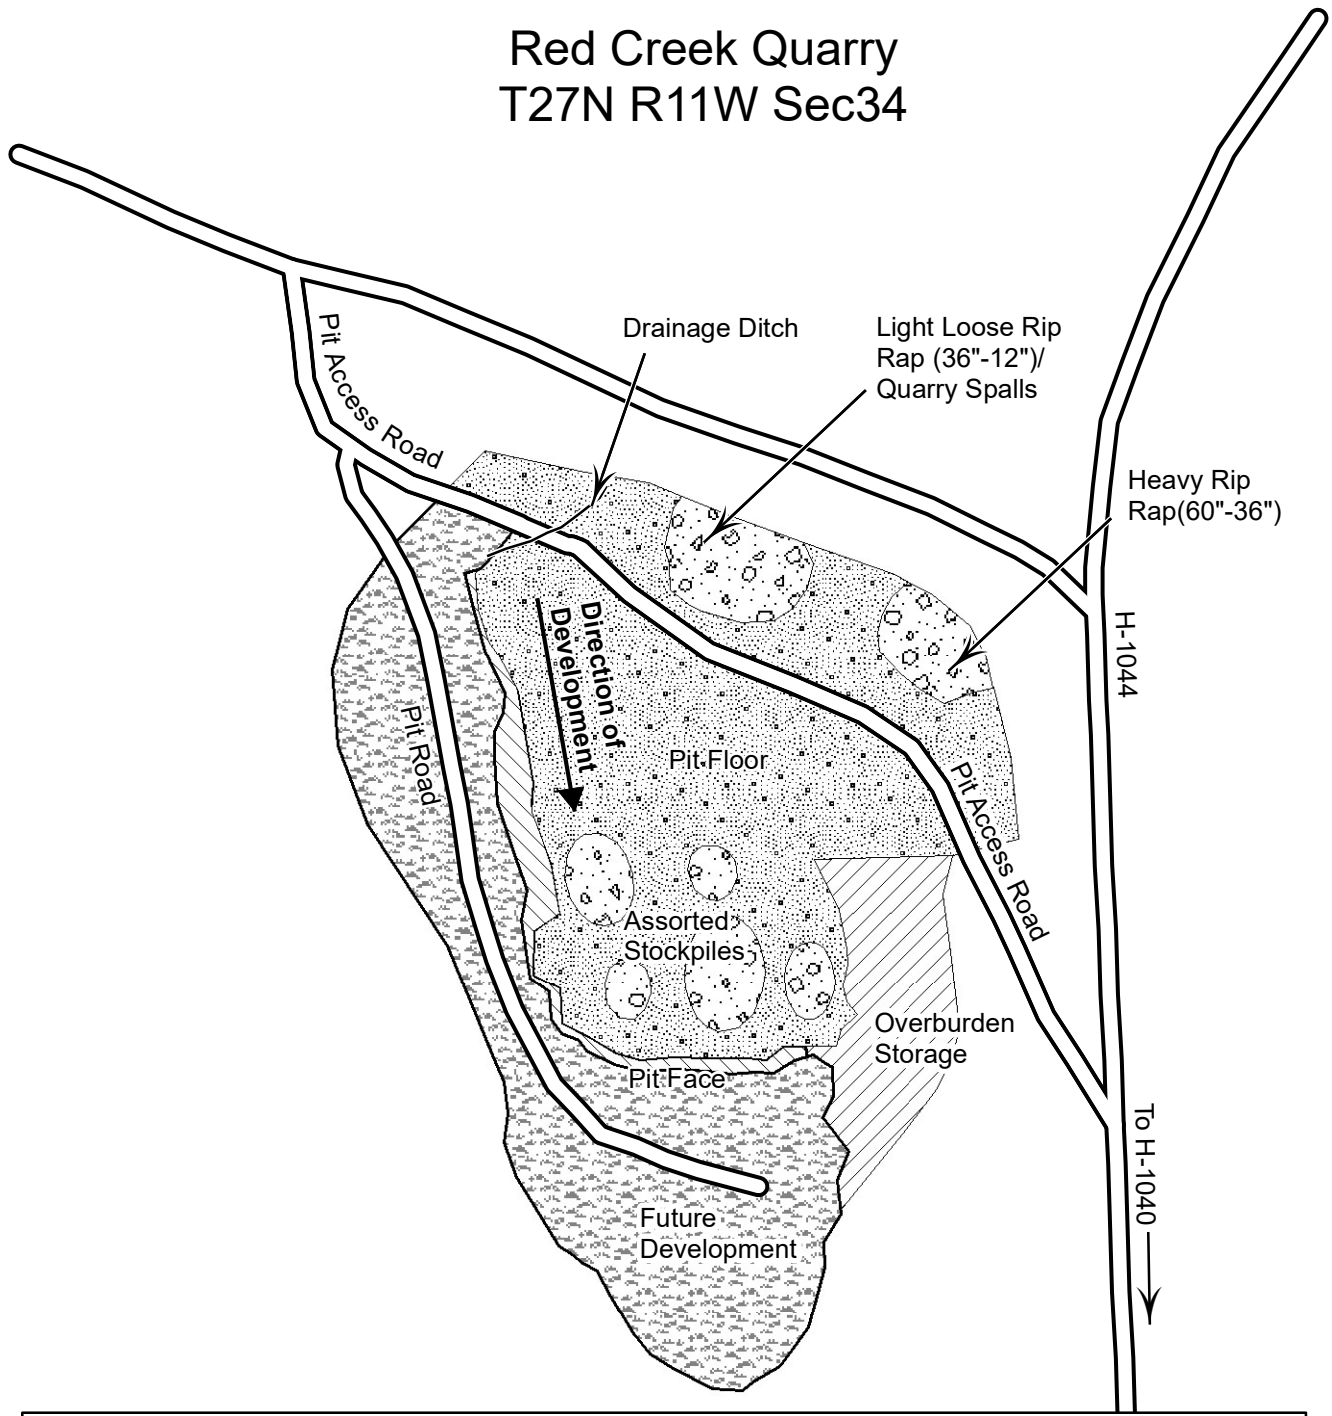 Red Creek Quarry
T27N R11W Sec34
Drainage Ditch
Light Loose Rip
Rap (36"-12")/
Quarry Spalls
Pit Access Road
Heavy Rip
Rap(60"-36")
Direction of
Development
H-1044
Pit Road
Pit Floor
Pit Access Road
Assorted
Stockpiles
Overburden
Storage
Pit Face
To H-1040
Future
Development